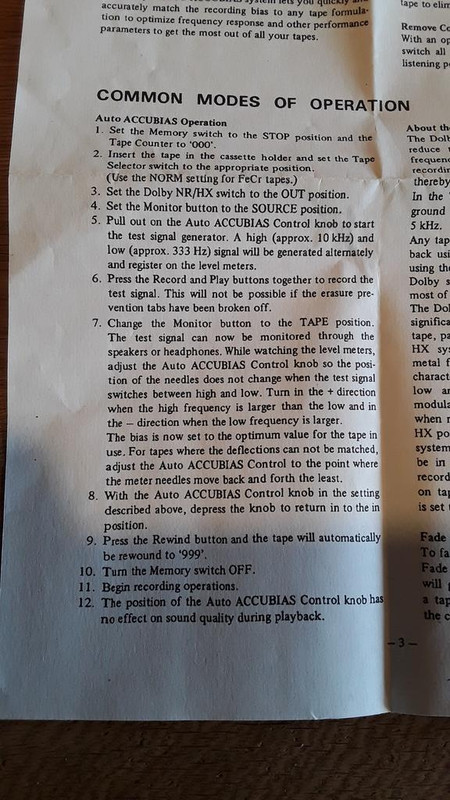 accurately match the recording bias to any tape formula-
tion to optimize frequency response and other performance
parameters to get the most out of all your tapes.
COMMON MODES OF OPERATION
Auto ACCUBIAS Operation
1. Set the Memory switch to the STOP position and the
Tape Counter to ‘000’.
2. Insert the tape in the cassette holder and set the Tape
Selector switch to the appropriate position.
(Use the NORM setting for FeCr tapes.)
3. Set the Dolby NR/HX switch to the OUT position.
4. Set the Monitor button to the SOURCE position.
5. Pull out on the Auto ACCUBIAS Control knob to start
the test signal generator. A high (approx. 10 kHz) and
low (approx. 333 Hz) signal will be generated alternately
and register on the level meters.
6. Press the Record and Play buttons together to record the
test signal. This will not be possible if the erasure pre-
vention tabs have been broken off.
7. Change the Monitor button to the TAPE position.
The test signal can now be monitored through the
speakers or headphones. While watching the level meters,
adjust the Auto ACCUBIAS Control knob so the posi-
tion of the needles does not change when the test signal
switches between high and low. Turn in the + direction
when the high frequency is larger than the low and in
the – direction when the low frequency is larger.
The bias is now set to the optimum value for the tape in
use. For tapes where the deflections can not be matched,
adjust the Auto ACCUBIAS Control to the point where
the meter needles move back and forth the least.
8. With the Auto ACCUBIAS Control knob in the setting
described above, depress the knob to return in to the in
position.
9. Press the Rewind button and the tape will automatically
be rewound to ‘999’.
10. Turn the Memory switch OFF.
11. Begin recording operations.
12. The position of the Auto ACCUBIAS Control knob has
no effect on sound quality during playback.
– 3 –
tape to elim
Remove Co
With an op
switch all
listening p
About th
The Dolb
reduce
frequenc
recordin
thereby
In the
ground
5 kHz.
Any tap
back usi
using th
Dolby s
most of
The Dol
significa
tape, pa
HX sys
metal f
charact
low a
modula
when r
HX po
system
be in
record
on tap
is set
Fade
To fa
Fade
will
a tap
the c